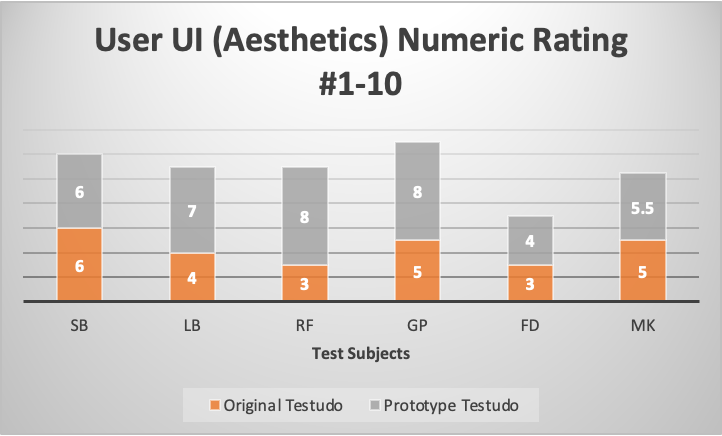 User UI (Aesthetics) Numeric Rating
#1-10
6
7
8
8
4
5.5
6
4
3
5
3
5
SB
LB
RF
GP
FD
MK
Test Subjects
Original Testudo
Prototype Testudo